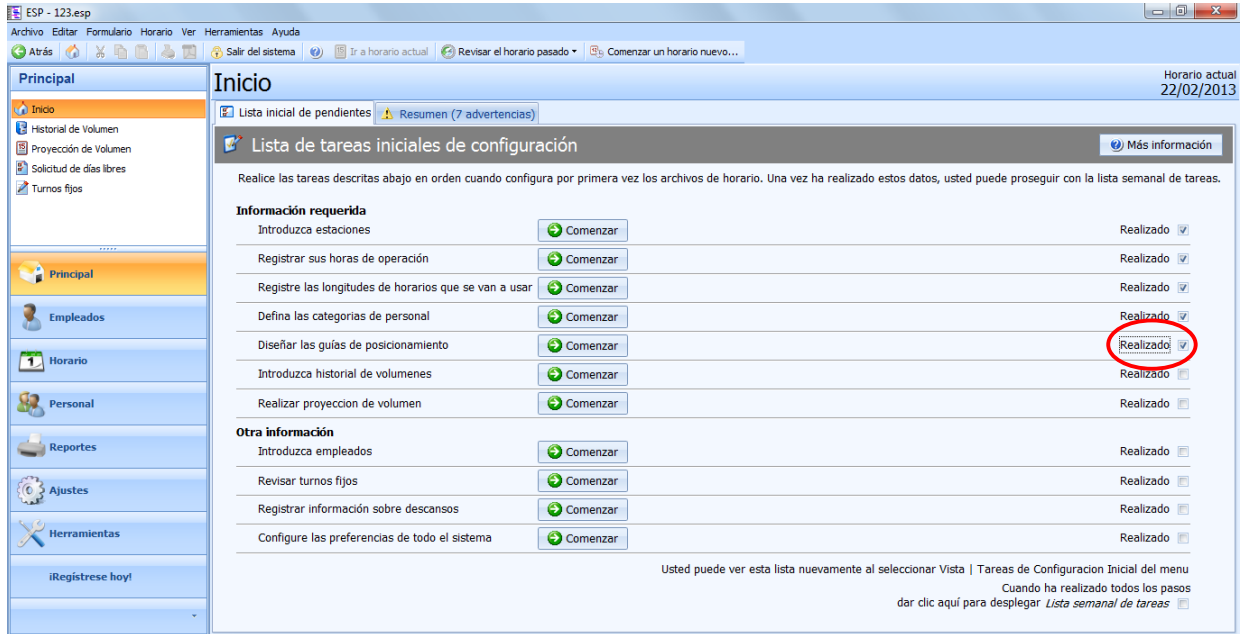 ESP - 123.esp
Archivo Editar Formulario Horario Ver Herramientas Ayuda
Atrás Salir del sistema Ir a horario actual Revisar el horario pasado Comenzar un horario nuevo...
Principal
Inicio
Historial de Volumen
Proyección de Volumen
Solicitud de días libres
Turnos fijos
Principal
Empleados
Horario
Personal
Reportes
Ajustes
Herramientas
¡Regístrese hoy!
Inicio
Horario actual
22/02/2013
Lista inicial de pendientes Resumen (7 advertencias)
Lista de tareas iniciales de configuración Más información
Realice las tareas descritas abajo en orden cuando configura por primera vez los archivos de horario. Una vez ha realizado estos datos, usted puede proseguir con la lista semanal de tareas.
Información requerida
Introduzca estaciones Comenzar Realizado
Registrar sus horas de operación Comenzar Realizado
Registre las longitudes de horarios que se van a usar Comenzar Realizado
Defina las categorias de personal Comenzar Realizado
Diseñar las guías de posicionamiento Comenzar Realizado
Introduzca historial de volumenes Comenzar Realizado
Realizar proyeccion de volumen Comenzar Realizado
Otra información
Introduzca empleados Comenzar Realizado
Revisar turnos fijos Comenzar Realizado
Registrar información sobre descansos Comenzar Realizado
Configure las preferencias de todo el sistema Comenzar Realizado
Usted puede ver esta lista nuevamente al seleccionar Vista | Tareas de Configuracion Inicial del menu
Cuando ha realizado todos los pasos
dar clic aquí para desplegar Lista semanal de tareas